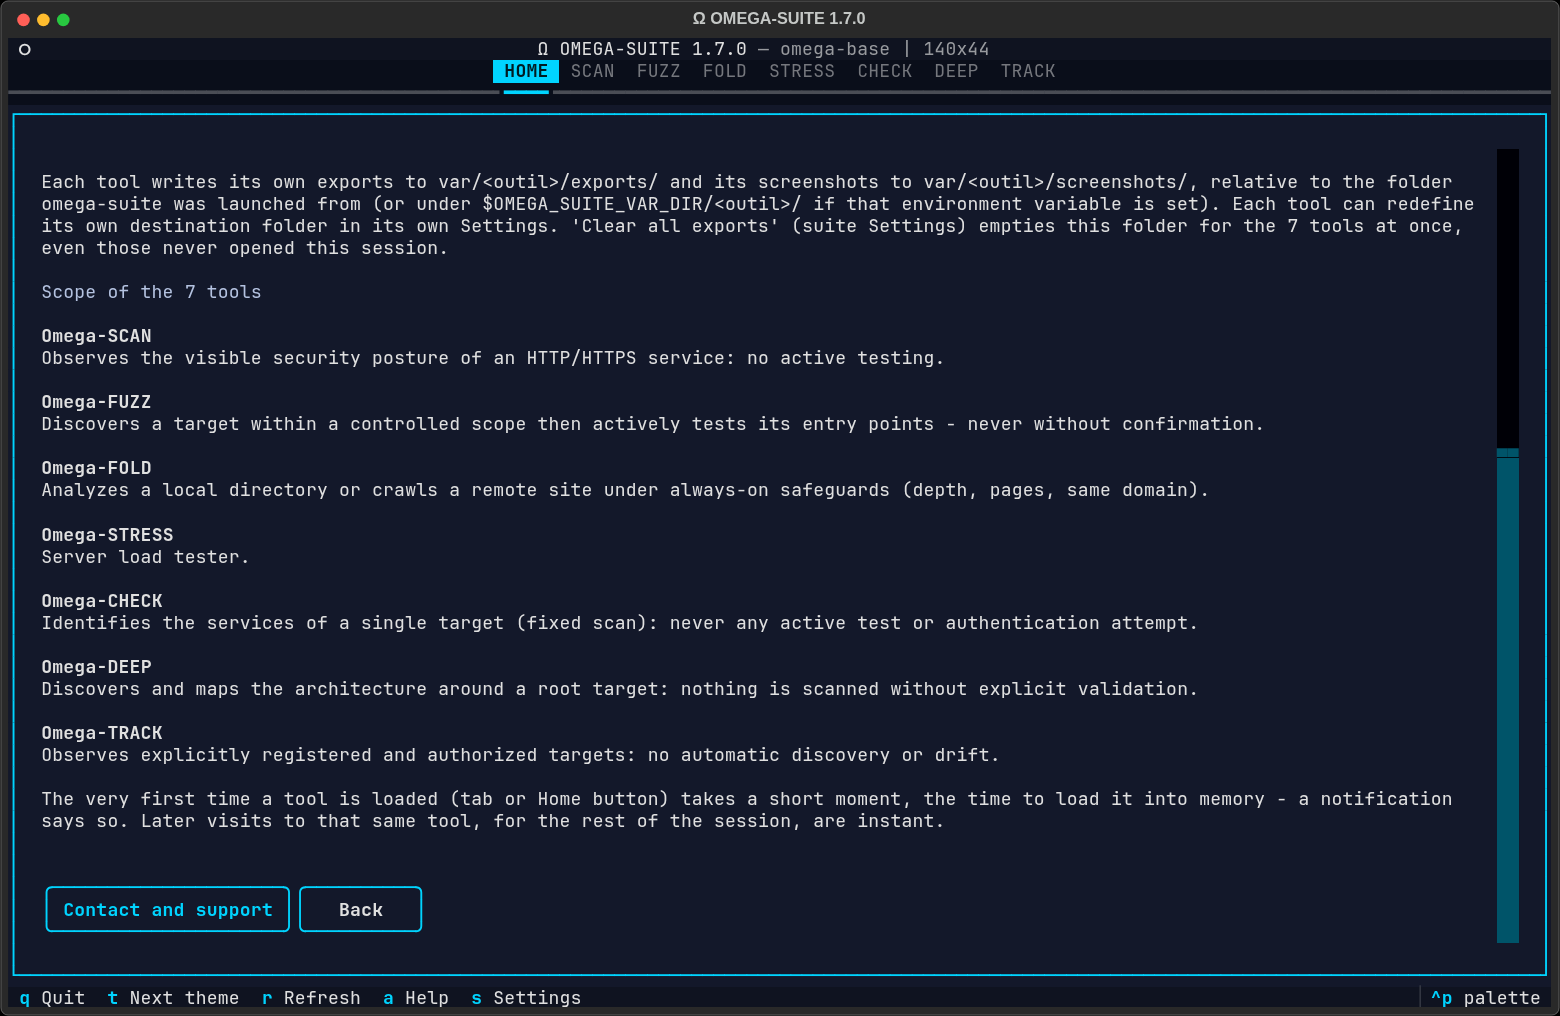 Ω OMEGA-SUITE 1.7.0
Ω OMEGA-SUITE 1.7.0 — omega-base | 140x44
HOME SCAN FUZZ FOLD STRESS CHECK DEEP TRACK
Each tool writes its own exports to var/<outil>/exports/ and its screenshots to var/<outil>/screenshots/, relative to the folder
omega-suite was launched from (or under $OMEGA_SUITE_VAR_DIR/<outil>/ if that environment variable is set). Each tool can redefine
its own destination folder in its own Settings. 'Clear all exports' (suite Settings) empties this folder for the 7 tools at once,
even those never opened this session.
Scope of the 7 tools
Omega-SCAN
Observes the visible security posture of an HTTP/HTTPS service: no active testing.
Omega-FUZZ
Discovers a target within a controlled scope then actively tests its entry points - never without confirmation.
Omega-FOLD
Analyzes a local directory or crawls a remote site under always-on safeguards (depth, pages, same domain).
Omega-STRESS
Server load tester.
Omega-CHECK
Identifies the services of a single target (fixed scan): never any active test or authentication attempt.
Omega-DEEP
Discovers and maps the architecture around a root target: nothing is scanned without explicit validation.
Omega-TRACK
Observes explicitly registered and authorized targets: no automatic discovery or drift.
The very first time a tool is loaded (tab or Home button) takes a short moment, the time to load it into memory - a notification
says so. Later visits to that same tool, for the rest of the session, are instant.
Contact and support Back
q Quit t Next theme r Refresh a Help s Settings ^p palette